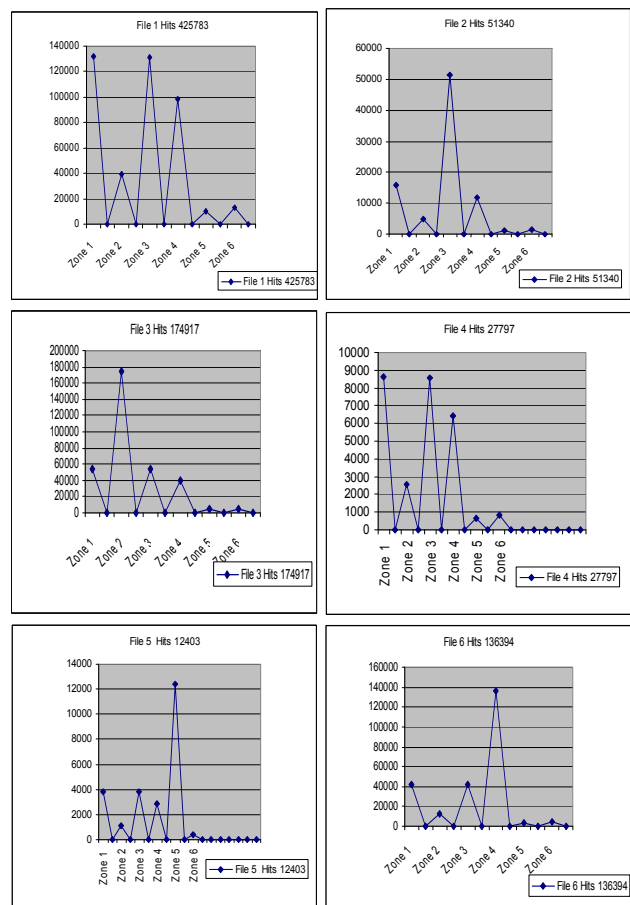 File 1 Hits 425783
140000
120000
100000
80000
60000
40000
20000
0
Zone 1
Zone 2
Zone 3
Zone 4
Zone 5
Zone 6
File 1 Hits 425783
File 2 Hits 51340
60000
50000
40000
30000
20000
10000
0
Zone 1
Zone 2
Zone 3
Zone 4
Zone 5
Zone 6
File 2 Hits 51340
File 3 Hits 174917
200000
180000
160000
140000
120000
100000
80000
60000
40000
20000
0
Zone 1
Zone 2
Zone 3
Zone 4
Zone 5
Zone 6
File 3 Hits 174917
File 4 Hits 27797
10000
9000
8000
7000
6000
5000
4000
3000
2000
1000
0
Zone 1
Zone 2
Zone 3
Zone 4
Zone 5
Zone 6
File 4 Hits 27797
File 5 Hits 12403
14000
12000
10000
8000
6000
4000
2000
0
Zone 1
Zone 2
Zone 3
Zone 4
Zone 5
Zone 6
File 5 Hits 12403
File 6 Hits 136394
160000
140000
120000
100000
80000
60000
40000
20000
0
Zone 1
Zone 2
Zone 3
Zone 4
Zone 5
Zone 6
File 6 Hits 136394